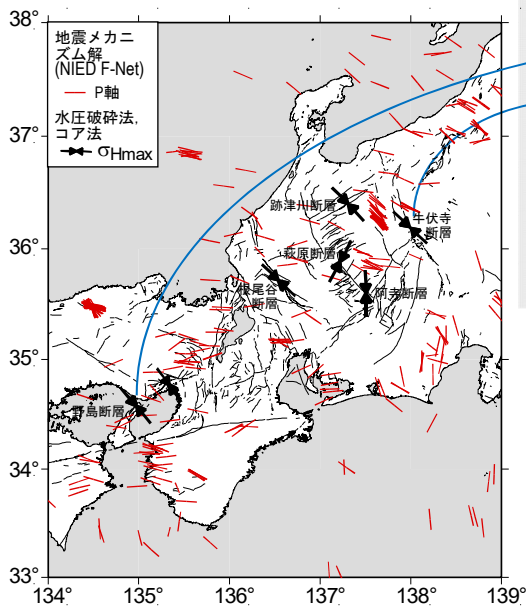 38°
地震メカニ
ズム解
(NIED F-Net)
P軸
水圧破砕法,
コア法
σHmax
37°
跡津川断層
牛伏寺
断層
36°
萩原断層
根尾谷
断層
阿寺断層
35°
野島断層
34°
33°
134
135
136
137
138
139